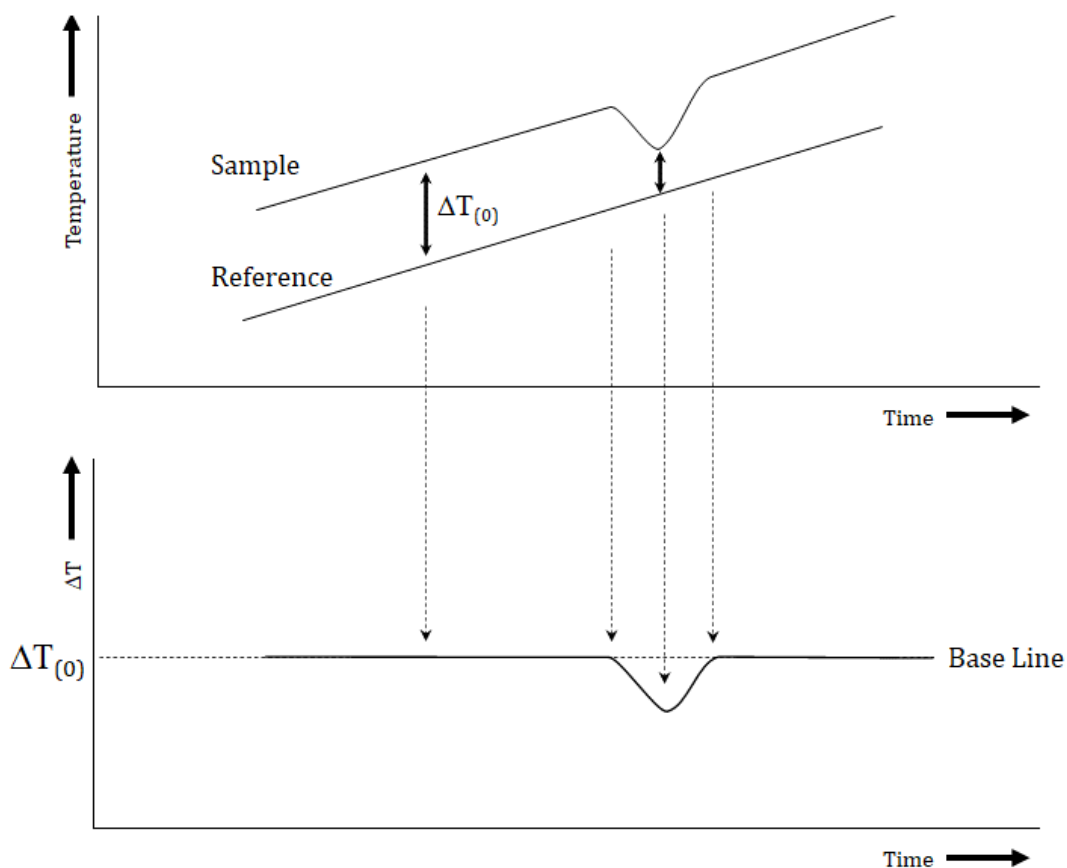 Temperature
Sample
ΔT(0)
Reference
Time
ΔT
ΔT(0)
Base Line
Time